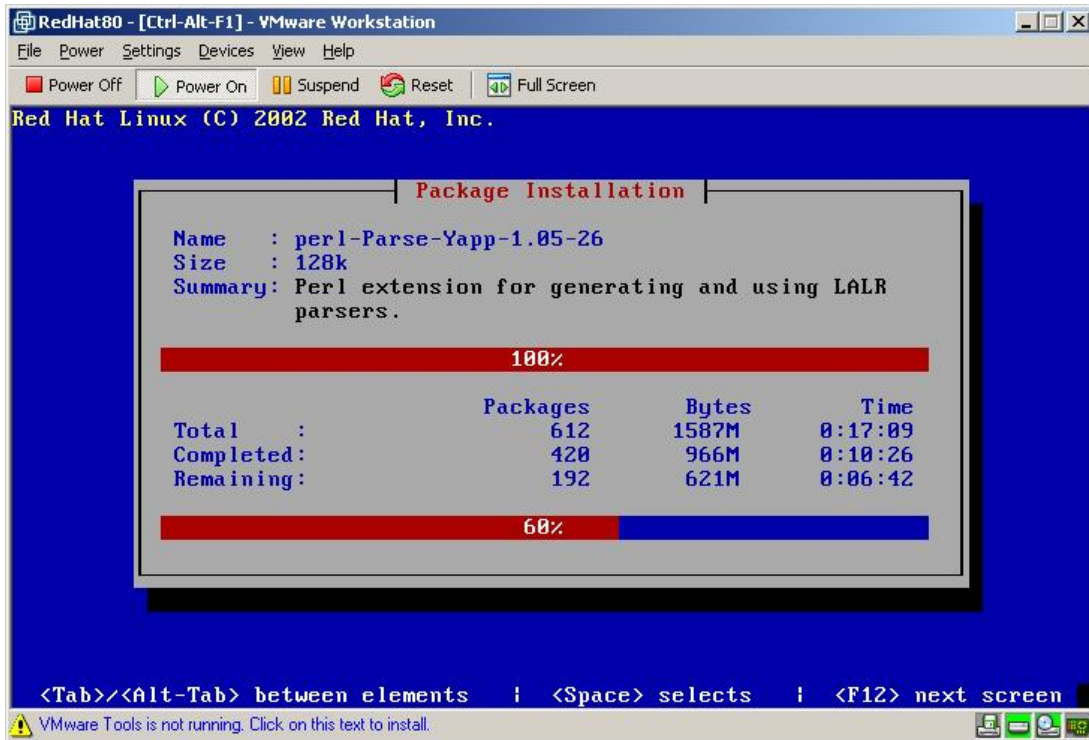 RedHat80 - [Ctrl-Alt-F1] - VMware Workstation
File Power Settings Devices View Help
Power Off Power On Suspend Reset Full Screen
Red Hat Linux (C) 2002 Red Hat, Inc.
Package Installation
Name : perl-Parse-Yapp-1.05-26
Size : 128k
Summary: Perl extension for generating and using LALR
parsers.
100%
Packages Bytes Time
Total : 612 1587M 0:17:09
Completed: 420 966M 0:10:26
Remaining: 192 621M 0:06:42
60%
<Tab>/<Alt-Tab> between elements | <Space> selects | <F12> next screen
VMware Tools is not running. Click on this text to install.